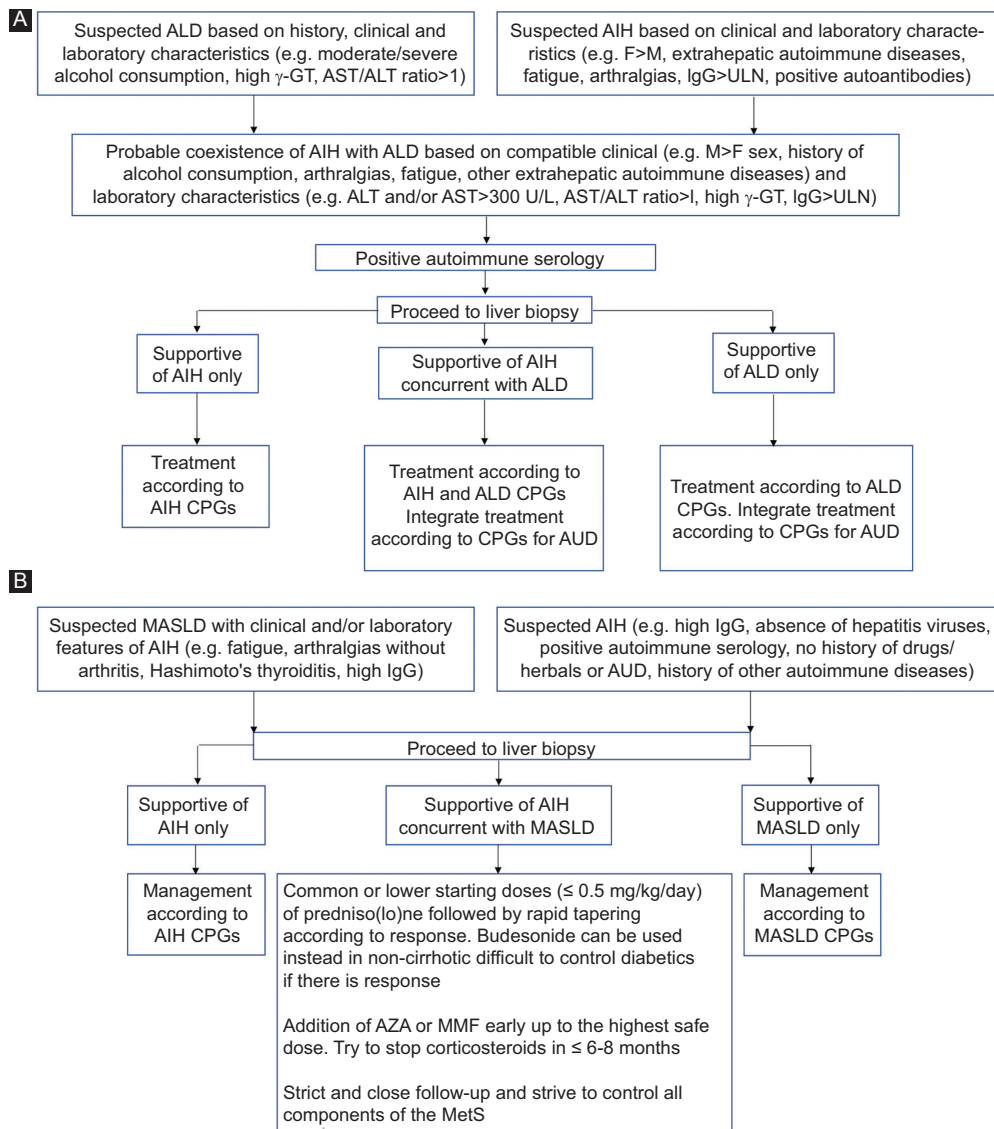 A
Suspected ALD based on history, clinical and
laboratory characteristics (e.g. moderate/severe
alcohol consumption, high γ-GT, AST/ALT ratio>1)
Suspected AIH based on clinical and laboratory characte-
ristics (e.g. F>M, extrahepatic autoimmune diseases,
fatigue, arthralgias, IgG>ULN, positive autoantibodies)
Probable coexistence of AIH with ALD based on compatible clinical (e.g. M>F sex, history of
alcohol consumption, arthralgias, fatigue, other extrahepatic autoimmune diseases) and
laboratory characteristics (e.g. ALT and/or AST>300 U/L, AST/ALT ratio>l, high γ-GT, IgG>ULN)
Positive autoimmune serology
Proceed to liver biopsy
Supportive
of AIH only
Supportive of AIH
concurrent with ALD
Supportive
of ALD only
Treatment
according to
AIH CPGs
Treatment according to
AIH and ALD CPGs
Integrate treatment
according to CPGs for AUD
Treatment according to ALD
CPGs. Integrate treatment
according to CPGs for AUD
B
Suspected MASLD with clinical and/or laboratory
features of AIH (e.g. fatigue, arthralgias without
arthritis, Hashimoto's thyroiditis, high IgG)
Suspected AIH (e.g. high IgG, absence of hepatitis viruses,
positive autoimmune serology, no history of drugs/
herbals or AUD, history of other autoimmune diseases)
Proceed to liver biopsy
Supportive of
AIH only
Supportive of AIH
concurrent with MASLD
Supportive of
MASLD only
Management
according to
AIH CPGs
Common or lower starting doses (≤ 0.5 mg/kg/day)
of predniso(lo)ne followed by rapid tapering
according to response. Budesonide can be used
instead in non-cirrhotic difficult to control diabetics
if there is response
Addition of AZA or MMF early up to the highest safe
dose. Try to stop corticosteroids in ≤ 6-8 months
Strict and close follow-up and strive to control all
components of the MetS
Management
according to
MASLD CPGs